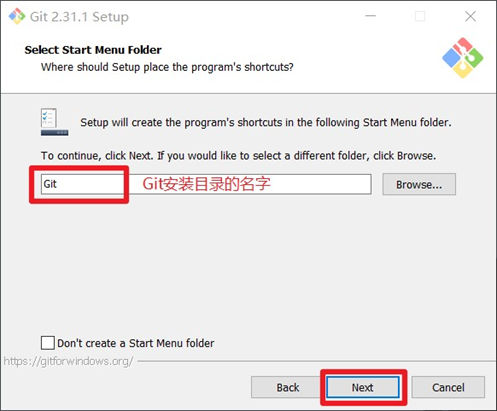 Git 2.31.1 Setup
Select Start Menu Folder
Where should Setup place the program's shortcuts?
Setup will create the program's shortcuts in the following Start Menu folder.
To continue, click Next. If you would like to select a different folder, click Browse.
Git Git安装目录的名字 Browse...
Don't create a Start Menu folder
https://gitforwindows.org/
Back Next Cancel